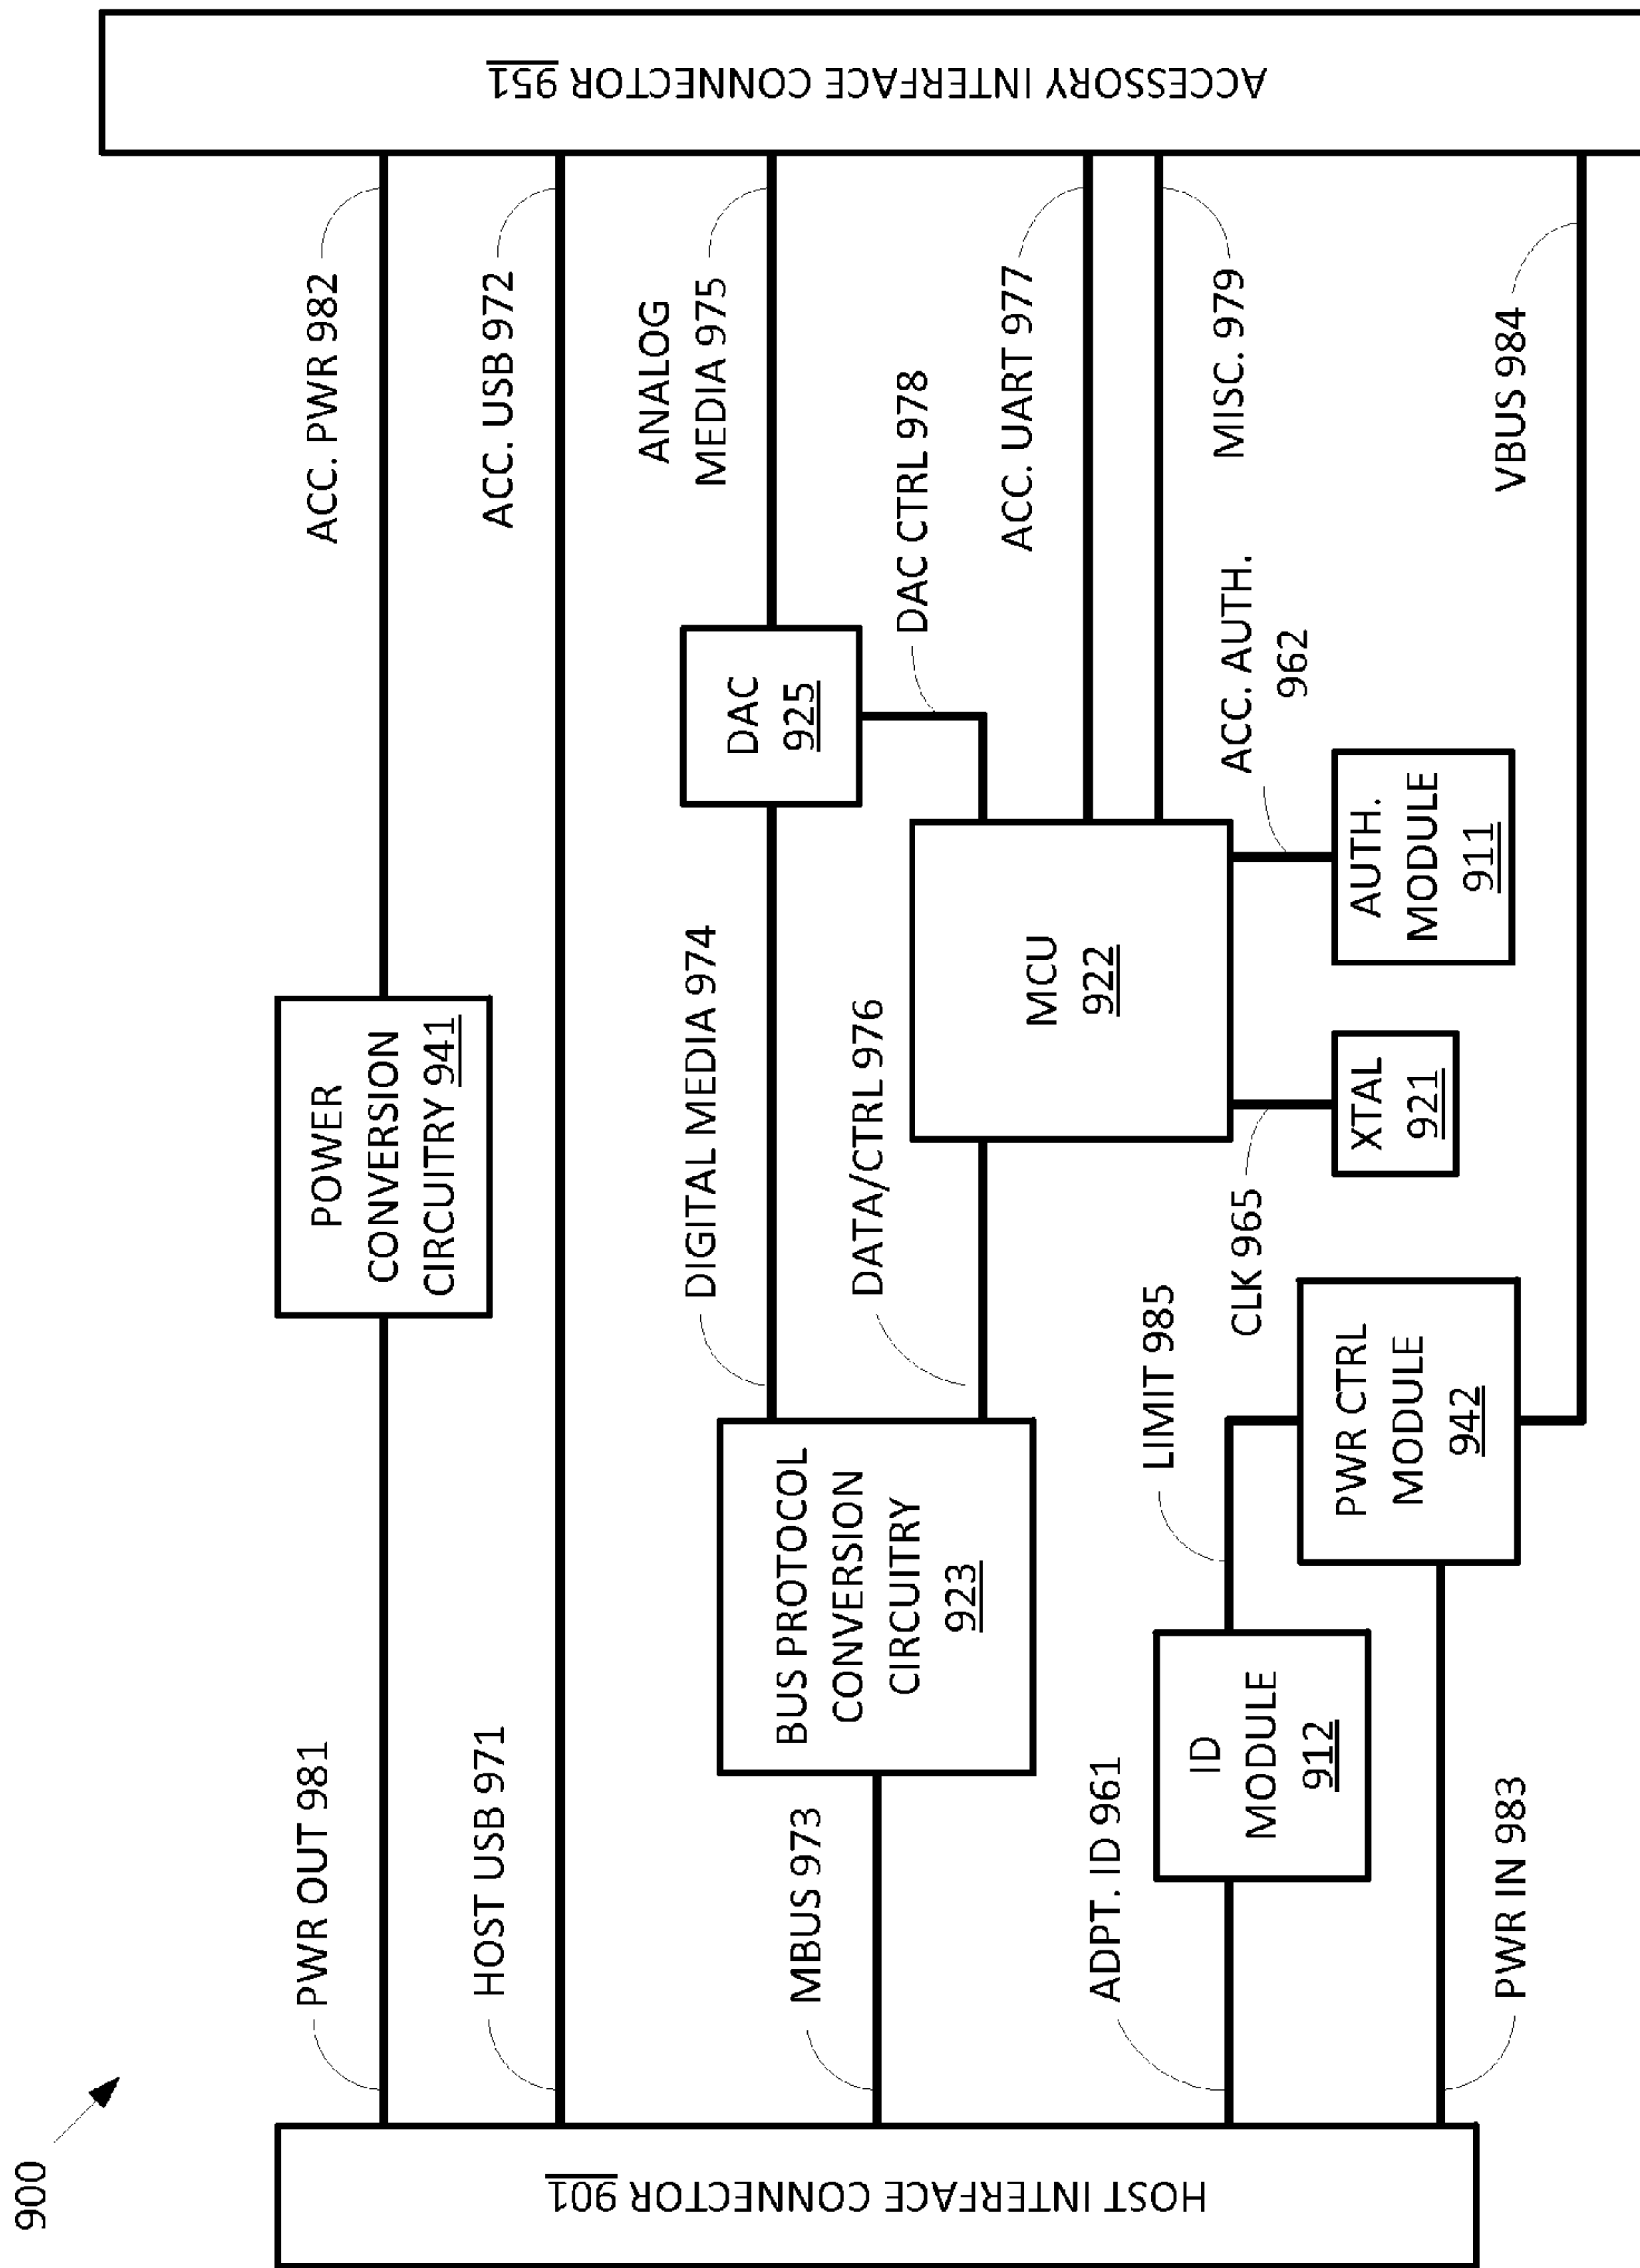 900
HOST INTERFACE CONNECTOR 901
PWR OUT 981
POWER
CONVERSION
CIRCUITRY 941
ACC. PWR 982
HOST USB 971
ACC. USB 972
MBUS 973
BUS PROTOCOL
CONVERSION
CIRCUITRY
923
DIGITAL MEDIA 974
DAC
925
ANALOG
MEDIA 975
DATA/CTRL 976
MCU
922
DAC CTRL 978
ACC. UART 977
MISC. 979
ADPT. ID 961
ID
MODULE
912
LIMIT 985
CLK 965
XTAL
921
ACC. AUTH.
962
AUTH.
MODULE
911
PWR IN 983
PWR CTRL
MODULE
942
VBUS 984
ACCESSORY INTERFACE CONNECTOR 951